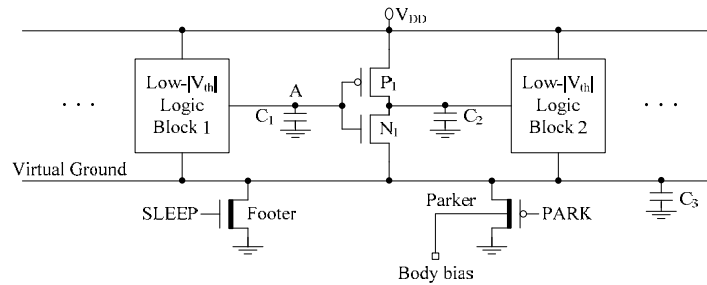 V_DD
Low-|V_th|
Logic
Block 1
A
C_1
P_1
N_1
C_2
Low-|V_th|
Logic
Block 2
. . .
. . .
Virtual Ground
SLEEP
Footer
Parker
PARK
C_3
Body bias